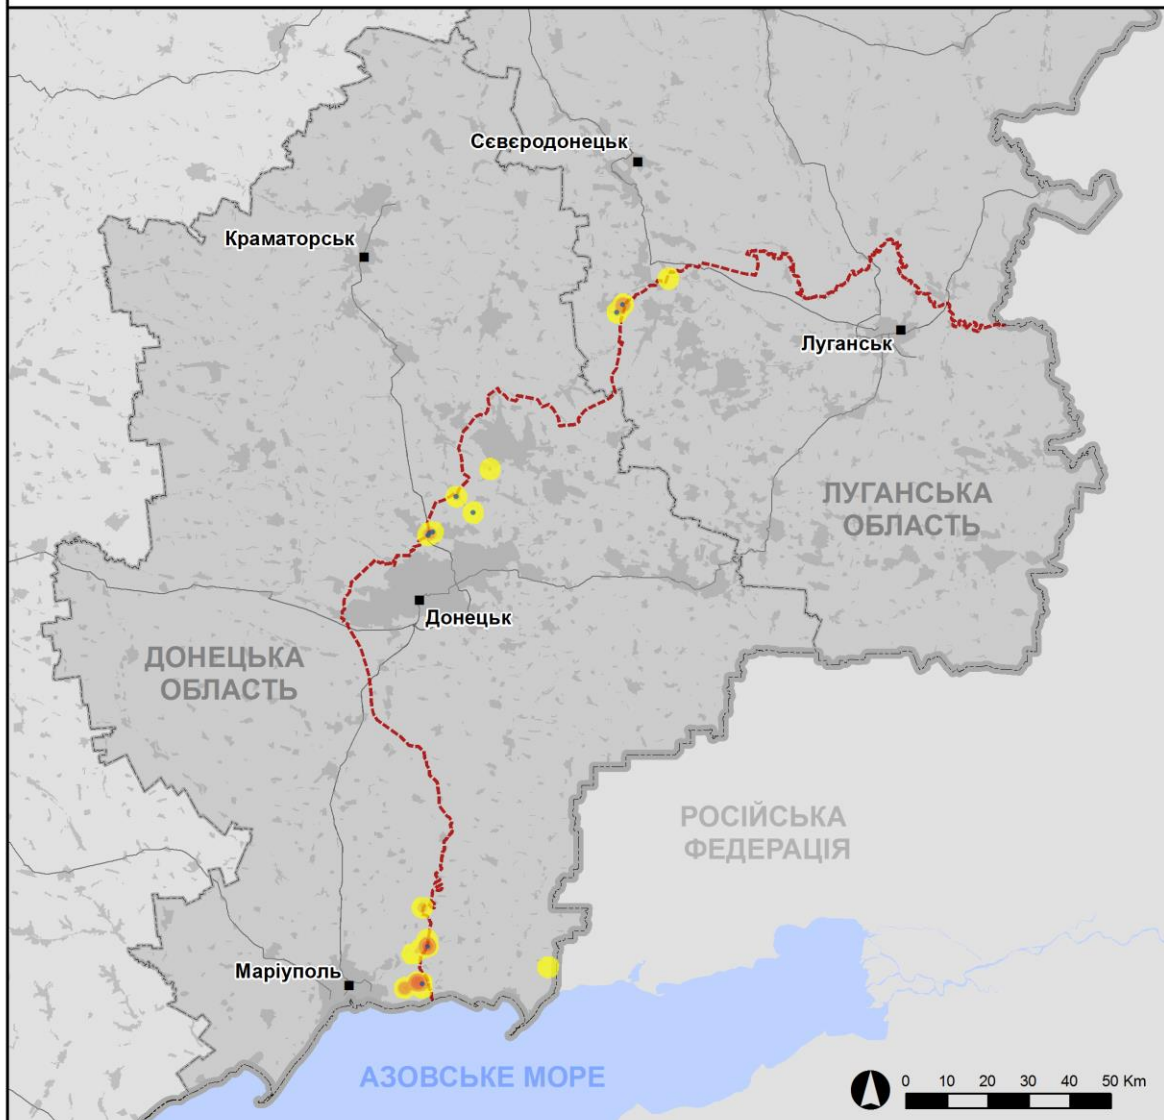 Сєвєродонецьк
Краматорськ
Луганськ
ЛУГАНСЬКА
ОБЛАСТЬ
Донецьк
ДОНЕЦЬКА
ОБЛАСТЬ
РОСІЙСЬКА
ФЕДЕРАЦІЯ
Маріуполь
АЗОВСЬКЕ МОРЕ
0 10 20 30 40 50 Km